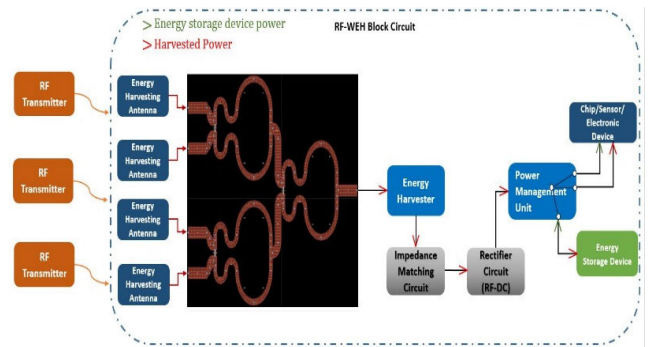 > Energy storage device power
RF-WEH Block Circuit
> Harvested Power
RF
Transmitter
RF
Transmitter
RF
Transmitter
Energy
Harvesting
Antenna
Energy
Harvesting
Antenna
Energy
Harvesting
Antenna
Energy
Harvesting
Antenna
Energy
Harvester
Impedance
Matching
Circuit
Rectifier
Circuit
(RF-DC)
Power
Management
Unit
Chip/Sensor/
Electronic
Device
Energy
Storage Device